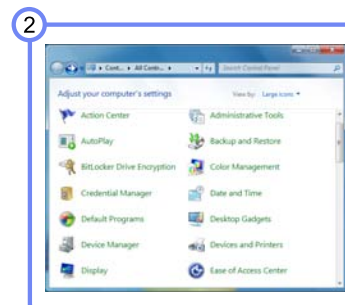 2
Cont... All Contr...
Search Control Panel
Adjust your computer's settings
View by: Large icons
Action Center
Administrative Tools
AutoPlay
Backup and Restore
BitLocker Drive Encryption
Color Management
Credential Manager
Date and Time
Default Programs
Desktop Gadgets
Device Manager
Devices and Printers
Display
Ease of Access Center